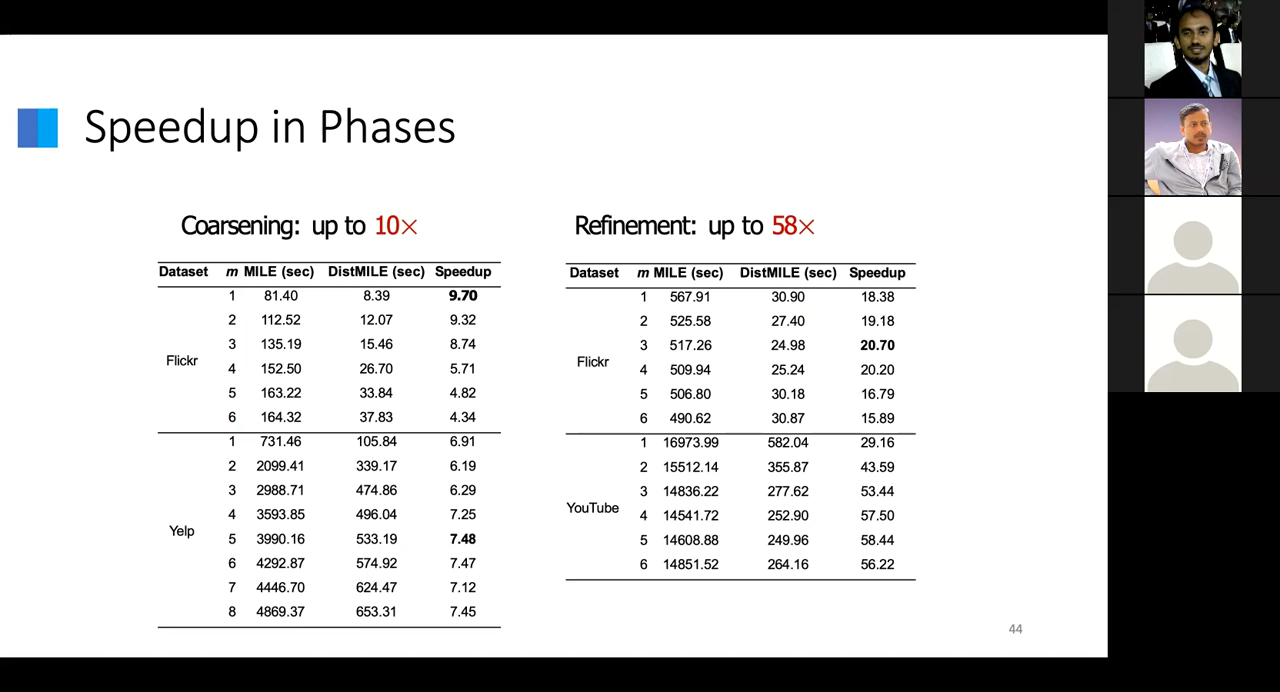 Speedup in Phases
Coarsening: up to 10×
Dataset m MILE (sec) DistMILE (sec) Speedup
Flickr
1 81.40 8.39 9.70
2 112.52 12.07 9.32
3 135.19 15.46 8.74
4 152.50 26.70 5.71
5 163.22 33.84 4.82
6 164.32 37.83 4.34
Yelp
1 731.46 105.84 6.91
2 2099.41 339.17 6.19
3 2988.71 474.86 6.29
4 3593.85 496.04 7.25
5 3990.16 533.19 7.48
6 4292.87 574.92 7.47
7 4446.70 624.47 7.12
8 4869.37 653.31 7.45
Refinement: up to 58×
Dataset m MILE (sec) DistMILE (sec) Speedup
Flickr
1 567.91 30.90 18.38
2 525.58 27.40 19.18
3 517.26 24.98 20.70
4 509.94 25.24 20.20
5 506.80 30.18 16.79
6 490.62 30.87 15.89
YouTube
1 16973.99 582.04 29.16
2 15512.14 355.87 43.59
3 14836.22 277.62 53.44
4 14541.72 252.90 57.50
5 14608.88 249.96 58.44
6 14851.52 264.16 56.22
44